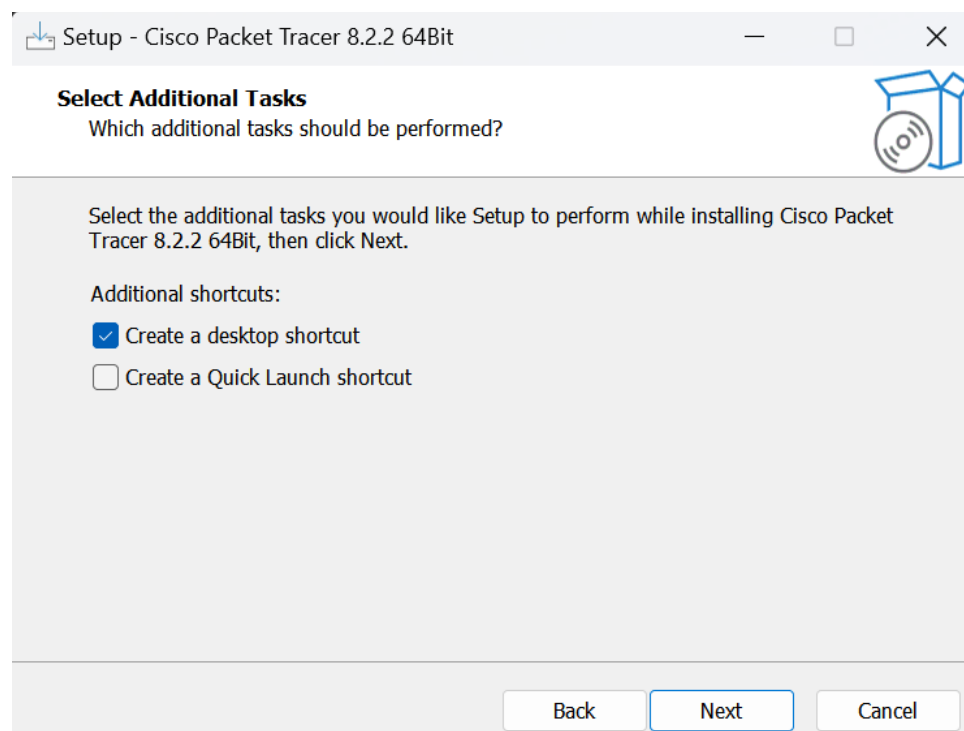 Setup - Cisco Packet Tracer 8.2.2 64Bit
Select Additional Tasks
Which additional tasks should be performed?
Select the additional tasks you would like Setup to perform while installing Cisco Packet
Tracer 8.2.2 64Bit, then click Next.
Additional shortcuts:
Create a desktop shortcut
Create a Quick Launch shortcut
Back Next Cancel